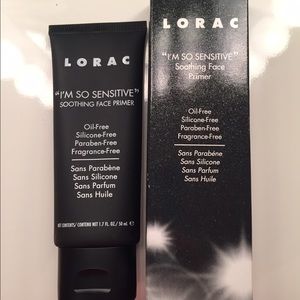 LORAC
"I'M SO SENSITIVE"
SOOTHING FACE PRIMER
Oil-Free
Silicone-Free
Paraben-Free
Fragrance-Free
Sans Parabène
Sans Silicone
Sans Parfum
Sans Huile
NET CONTENTS/ CONTENU NET 1.7 FL. OZ./ 50 mL ℮
LORAC
"I'M SO SENSITIVE"
Soothing Face
Primer
Oil-Free
Silicone-Free
Paraben-Free
Fragrance-Free
Sans Parabène
Sans Silicone
Sans Parfum
Sans Huile